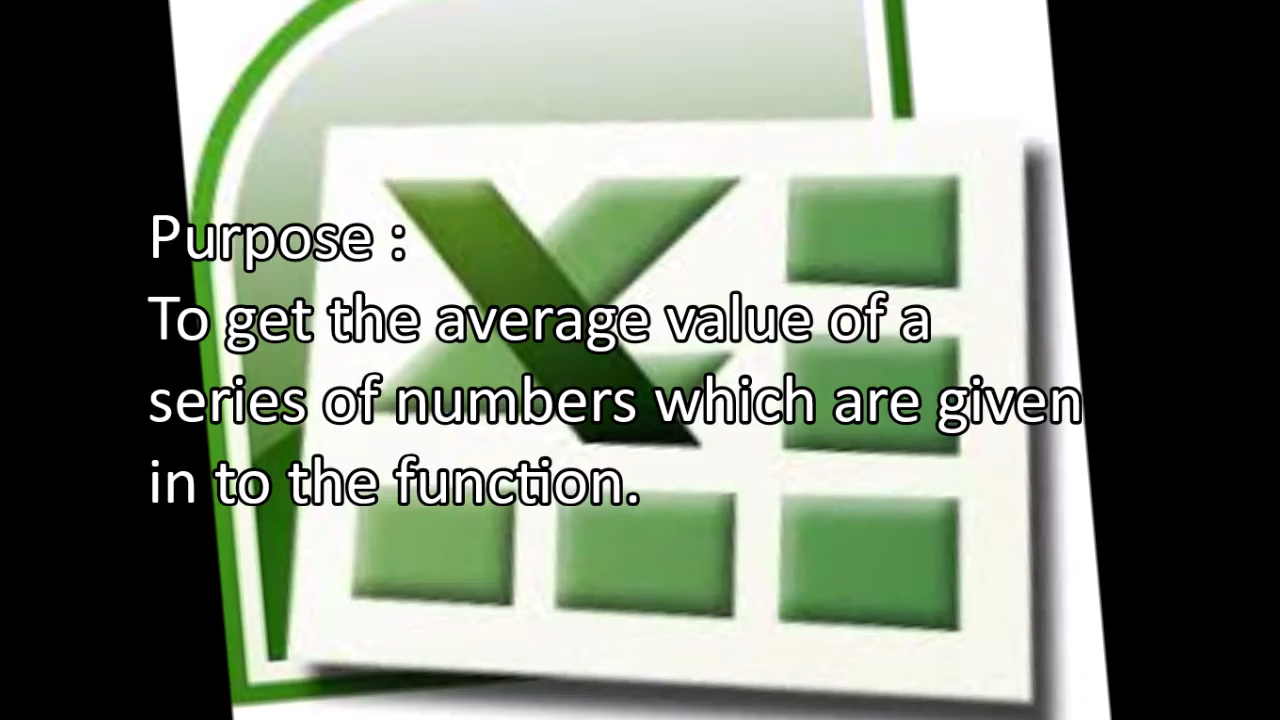 Purpose :
To get the average value of a
series of numbers which are given
in to the function.